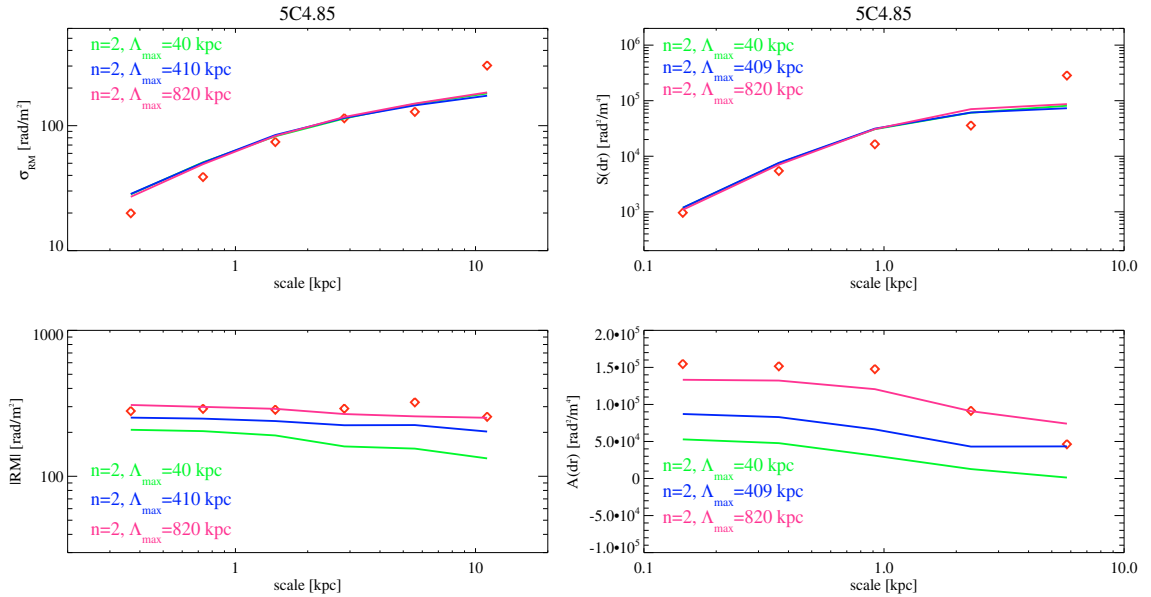 5C4.85
n=2, Λmax=40 kpc
n=2, Λmax=410 kpc
n=2, Λmax=820 kpc
100
10
σRM [rad/m²]
1 10
scale [kpc]
5C4.85
n=2, Λmax=40 kpc
n=2, Λmax=409 kpc
n=2, Λmax=820 kpc
10⁶
10⁵
10⁴
10³
S(dr) [rad²/m⁴]
0.1 1.0 10.0
scale [kpc]
1000
100
|RM| [rad/m²]
n=2, Λmax=40 kpc
n=2, Λmax=410 kpc
n=2, Λmax=820 kpc
1 10
scale [kpc]
2.0•10⁵
1.5•10⁵
1.0•10⁵
5.0•10⁴
0
-5.0•10⁴
-1.0•10⁵
A(dr) [rad²/m⁴]
n=2, Λmax=40 kpc
n=2, Λmax=409 kpc
n=2, Λmax=820 kpc
0.1 1.0 10.0
scale [kpc]